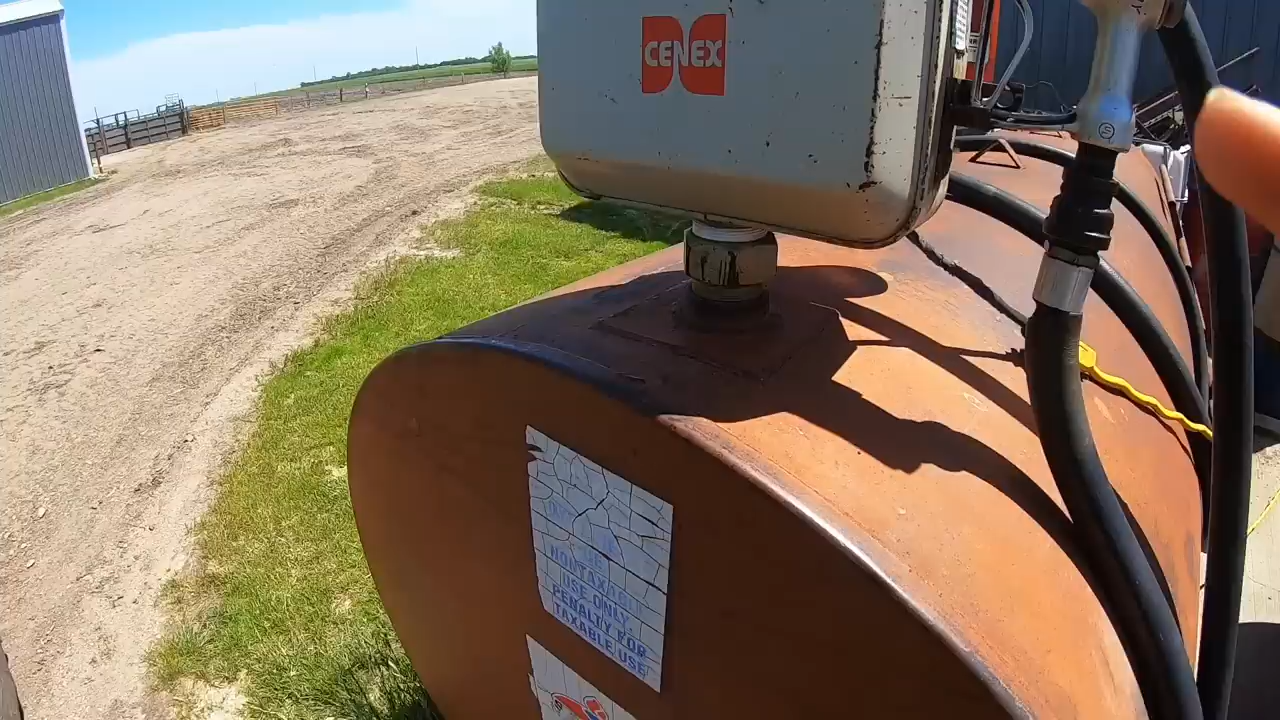 CENEX
NONTAXABLE
USE ONLY.
PENALTY FOR
TAXABLE USE